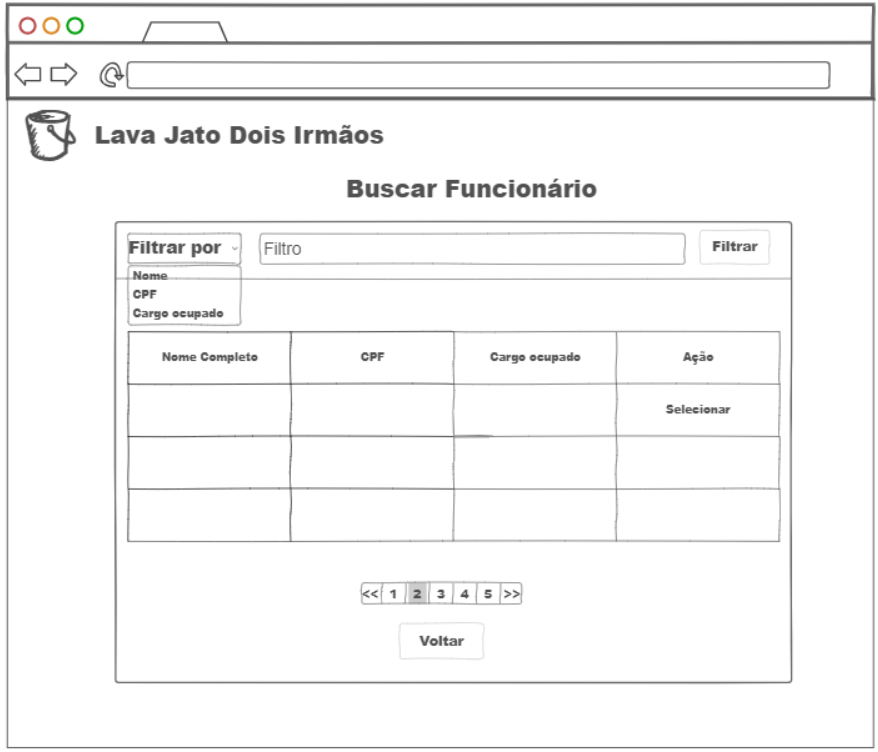 Lava Jato Dois Irmãos
Buscar Funcionário
Filtrar por Filtro Filtrar
Nome
CPF
Cargo ocupado
Nome Completo CPF Cargo ocupado Ação
Selecionar
<< 1 2 3 4 5 >>
Voltar